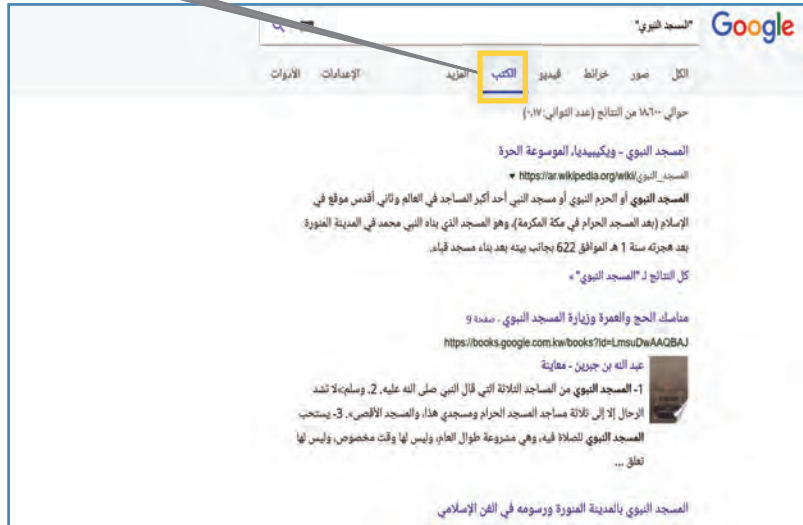 Google
"المسجد النبوي"
الكل صور خرائط فيديو الكتب المزيد الإعدادات الأدوات
المسجد النبوي - ويكيبيديا، الموسوعة الحرة
https://ar.wikipedia.org/wiki/المسجد_النبوي
المسجد النبوي أو الحرم النبوي أو مسجد النبي أحد أكبر المساجد في العالم وثاني أقدس موقع في
الإسلام (بعد المسجد الحرام في مكة المكرمة)، وهو المسجد الذي بناه النبي محمد في المدينة المنورة
بعد هجرته سنة 1 هـ الموافق 622 بجانب بيته بعد بناء مسجد قباء.
كل النتائج لـ "المسجد النبوي" »
مناسك الحج والعمرة وزيارة المسجد النبوي - صفحة 9
https://books.google.com.kw/books?id=LmsuDwAAQBAJ
عبد الله بن جبرين - معاينة
1- المسجد النبوي من المساجد الثلاثة التي قال النبي صلى الله عليه. 2. وسلم:»لا تشد
الرحال إلا إلى ثلاثة مساجد المسجد الحرام ومسجدي هذا، والمسجد الأقصى«. 3- يستحب
المسجد النبوي للصلاة فيه، وهي مشروعة طوال العام، وليس لها وقت مخصوص، وليس لها
تعلق ...
المسجد النبوي بالمدينة المنورة ورسومه في الفن الإسلامي